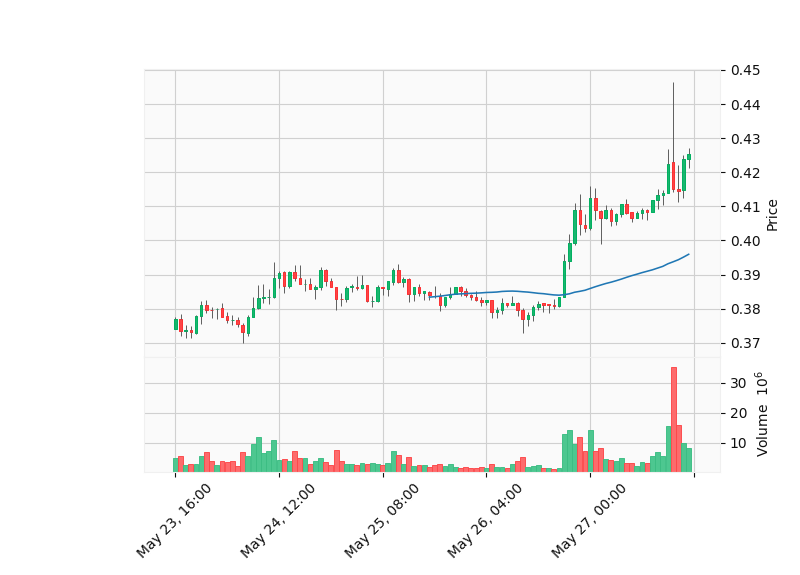 0.45
0.44
0.43
0.42
0.41
0.40
0.39
0.38
0.37
Price
30
20
10
Volume 10⁶
May 23, 16:00
May 24, 12:00
May 25, 08:00
May 26, 04:00
May 27, 00:00